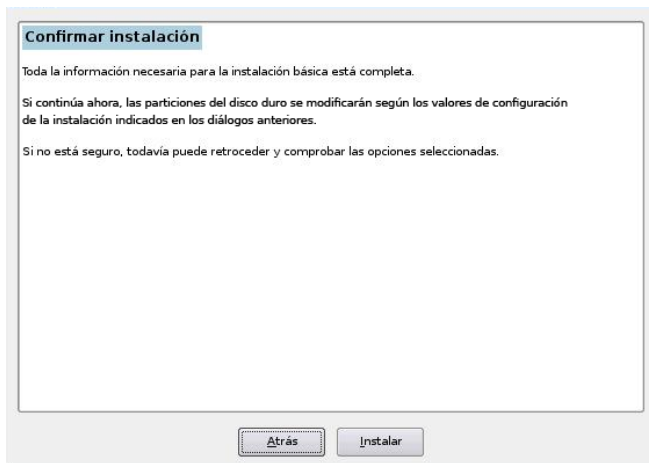 Confirmar instalación
Toda la información necesaria para la instalación básica está completa.
Si continúa ahora, las particiones del disco duro se modificarán según los valores de configuración
de la instalación indicados en los diálogos anteriores.
Si no está seguro, todavía puede retroceder y comprobar las opciones seleccionadas.
Atrás
Instalar